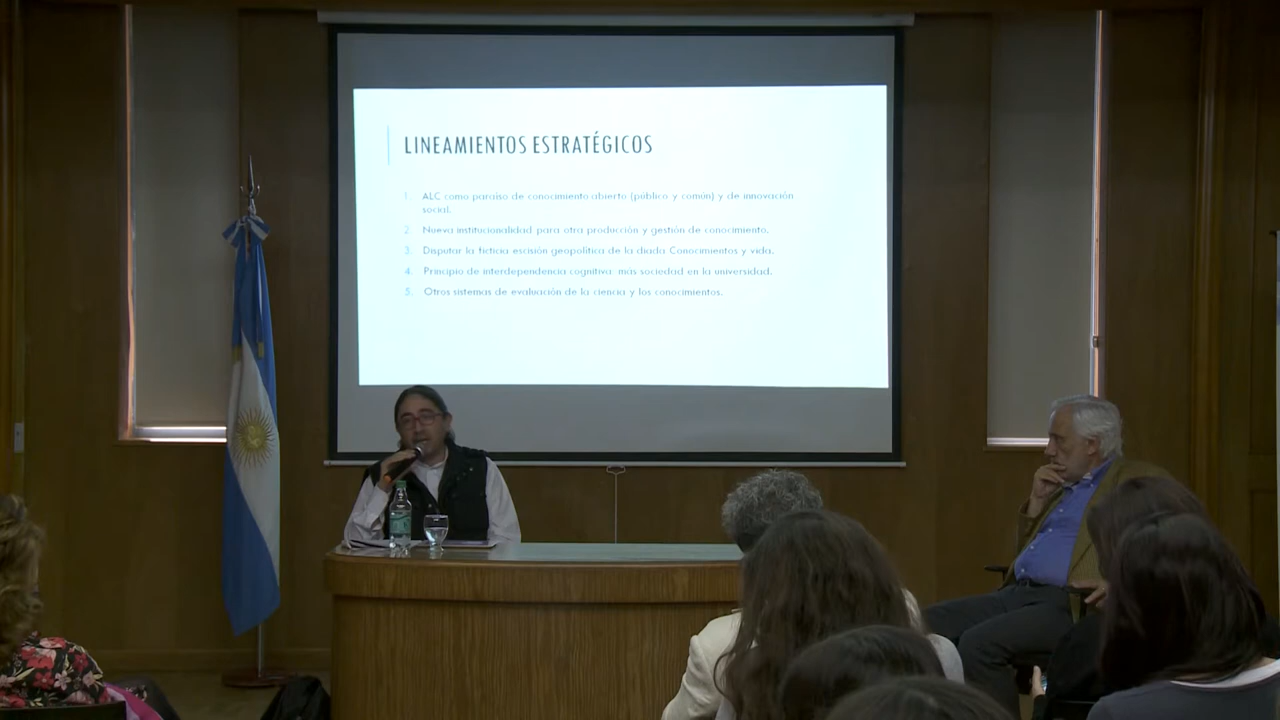 LINEAMIENTOS ESTRATÉGICOS
1. ALC como paraíso de conocimiento abierto (público y común) y de innovación
social.
2. Nueva institucionalidad para otra producción y gestión de conocimiento.
3. Disputar la ficticia escisión geopolítica de la diada Conocimientos y vida.
4. Principio de interdependencia cognitiva: más sociedad en la universidad.
5. Otros sistemas de evaluación de la ciencia y los conocimientos.